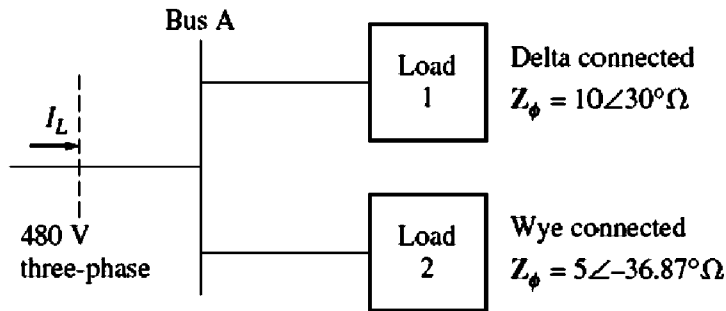 Bus A
Load
1
Delta connected
Z_ϕ = 10∠30°Ω
I_L
480 V
three-phase
Load
2
Wye connected
Z_ϕ = 5∠–36.87°Ω